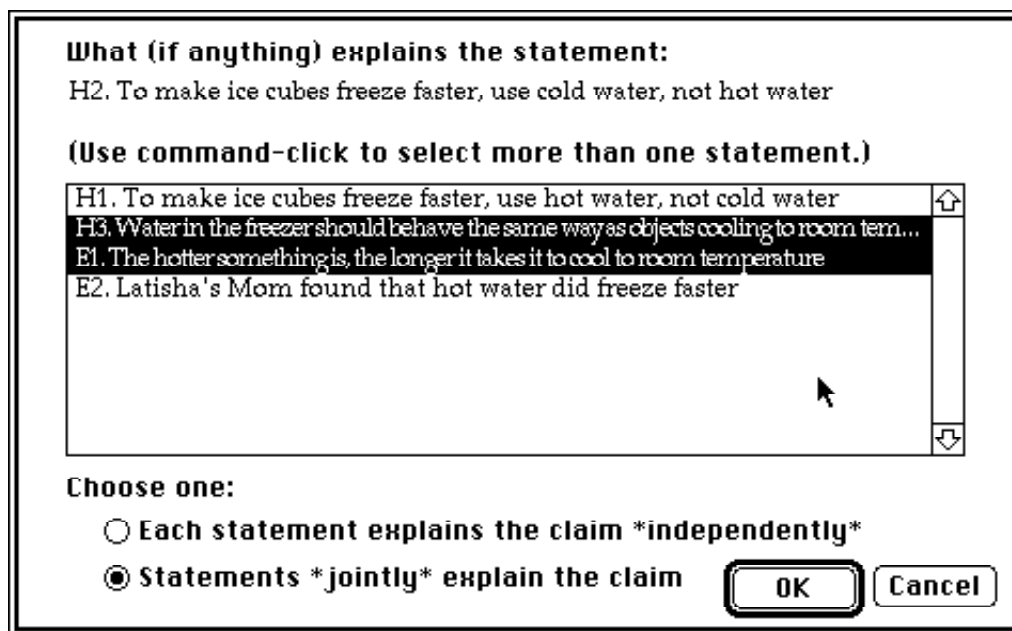 What (if anything) explains the statement:
H2. To make ice cubes freeze faster, use cold water, not hot water
(Use command-click to select more than one statement.)
H1. To make ice cubes freeze faster, use hot water, not cold water
H3. Water in the freezer should behave the same way as objects cooling to room tem...
E1. The hotter something is, the longer it takes it to cool to room temperature
E2. Latisha's Mom found that hot water did freeze faster
Choose one:
Each statement explains the claim *independently*
Statements *jointly* explain the claim
OK Cancel